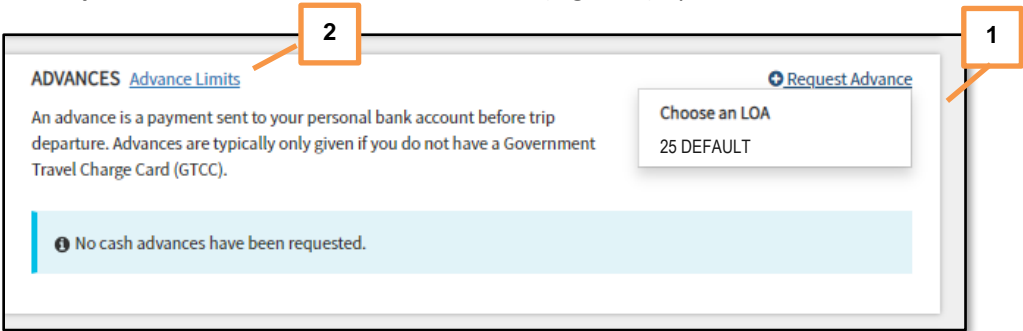 2
1
ADVANCES Advance Limits
Request Advance
An advance is a payment sent to your personal bank account before trip
departure. Advances are typically only given if you do not have a Government
Travel Charge Card (GTCC).
Choose an LOA
25 DEFAULT
No cash advances have been requested.